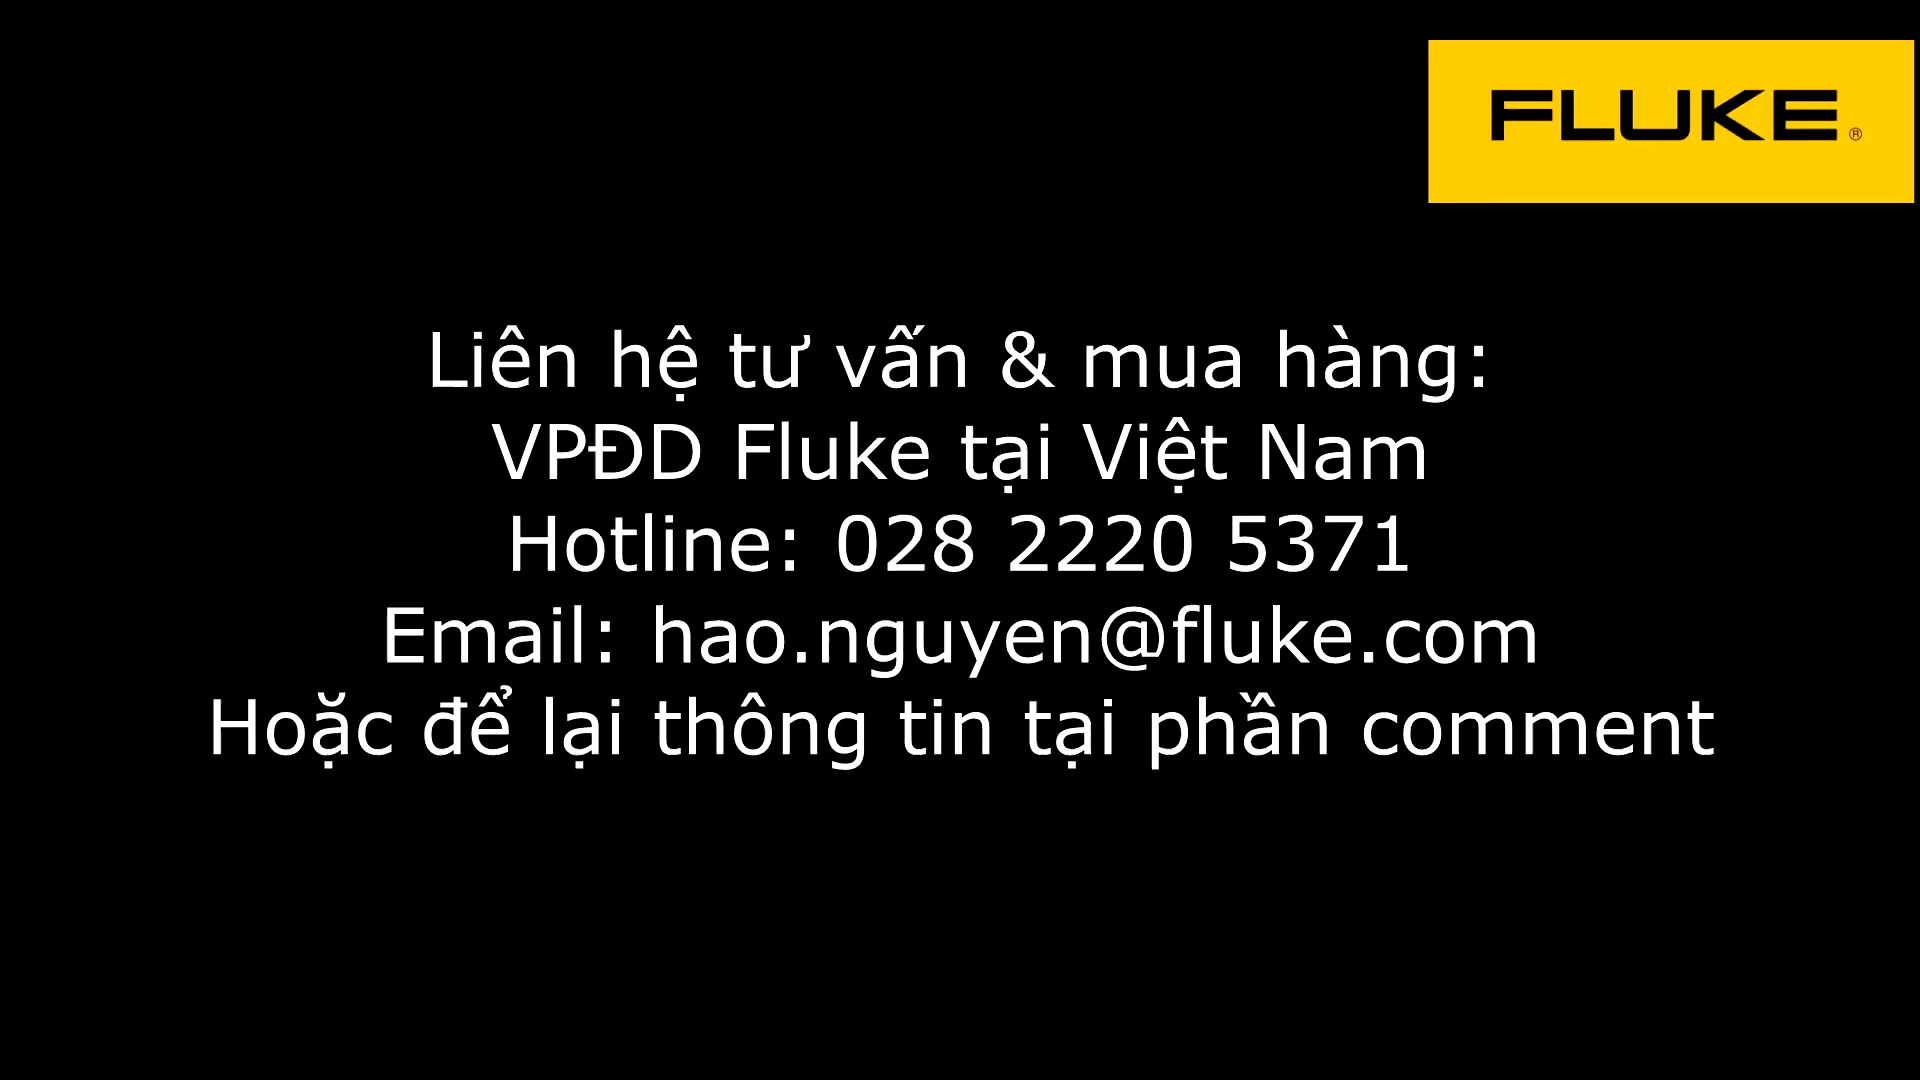 FLUKE®
Liên hệ tư vấn & mua hàng:
VPĐD Fluke tại Việt Nam
Hotline: 028 2220 5371
Email: hao.nguyen@fluke.com
Hoặc để lại thông tin tại phần comment